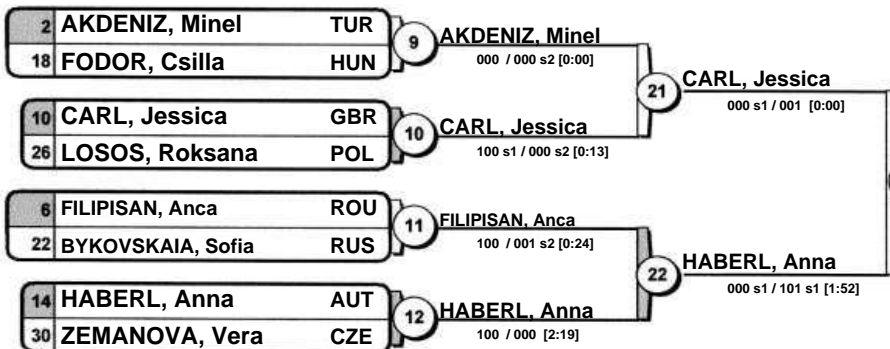 2 AKDENIZ, Minel TUR
18 FODOR, Csilla HUN
9
AKDENIZ, Minel
000 / 000 s2 [0:00]
10 CARL, Jessica GBR
26 LOSOS, Roksana POL
10
CARL, Jessica
100 s1 / 000 s2 [0:13]
21
CARL, Jessica
000 s1 / 001 [0:00]
6 FILIPISAN, Anca ROU
22 BYKOVSKAIA, Sofia RUS
11
FILIPISAN, Anca
100 / 001 s2 [0:24]
14 HABERL, Anna AUT
30 ZEMANOVA, Vera CZE
12
HABERL, Anna
100 / 000 [2:19]
22
HABERL, Anna
000 s1 / 101 s1 [1:52]